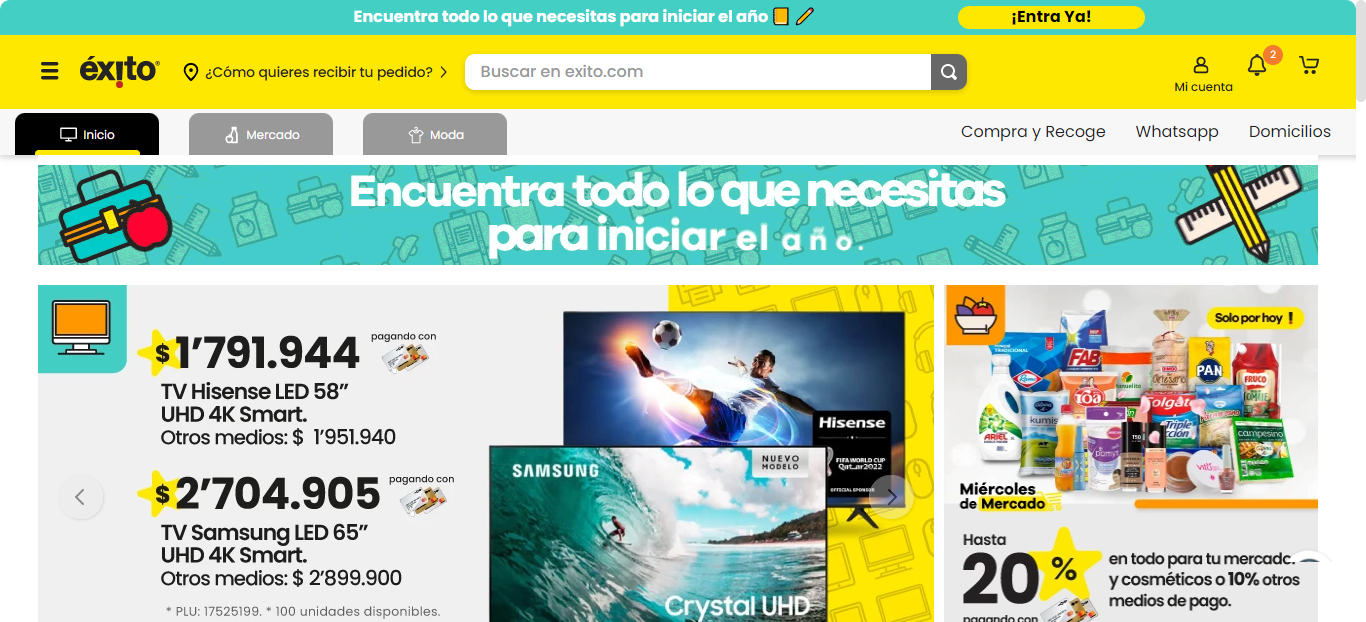 Encuentra todo lo que necesitas para iniciar el año
¡Entra Ya!
éxito
¿Cómo quieres recibir tu pedido?
Buscar en exito.com
Mi cuenta
2
Inicio
Mercado
Moda
Compra y Recoge
Whatsapp
Domicilios
Encuentra todo lo que necesitas
para iniciar el año.
$1’791.944
pagando con
TV Hisense LED 58”
UHD 4K Smart.
Otros medios: $ 1’951.940
$2’704.905
pagando con
TV Samsung LED 65”
UHD 4K Smart.
Otros medios: $ 2’899.900
* PLU: 17525199. * 100 unidades disponibles.
Hisense
FIFA WORLD CUP
Qatar2022
OFFICIAL SPONSOR
SAMSUNG
NUEVO
MODELO
Crystal UHD
Solo por hoy !
TRADICIONAL
FAB
PAN
FRUCO
Colgate
Triple
Acción
kumis
ARIEL
campesino
Miércoles
de Mercado
Hasta
20%
en todo para tu mercado
y cosméticos o 10% otros
medios de pago.
pagando con